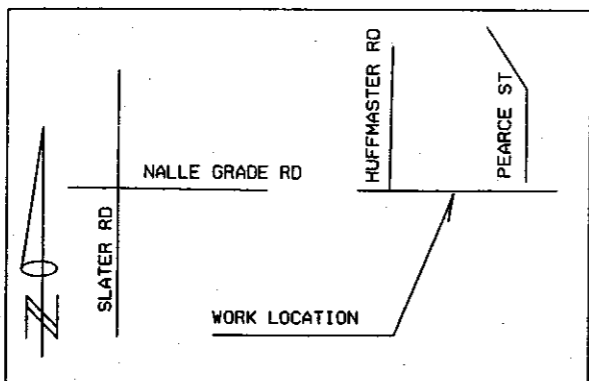 HUFFMASTER RD
PEARCE ST
NALLE GRADE RD
SLATER RD
WORK LOCATION
N